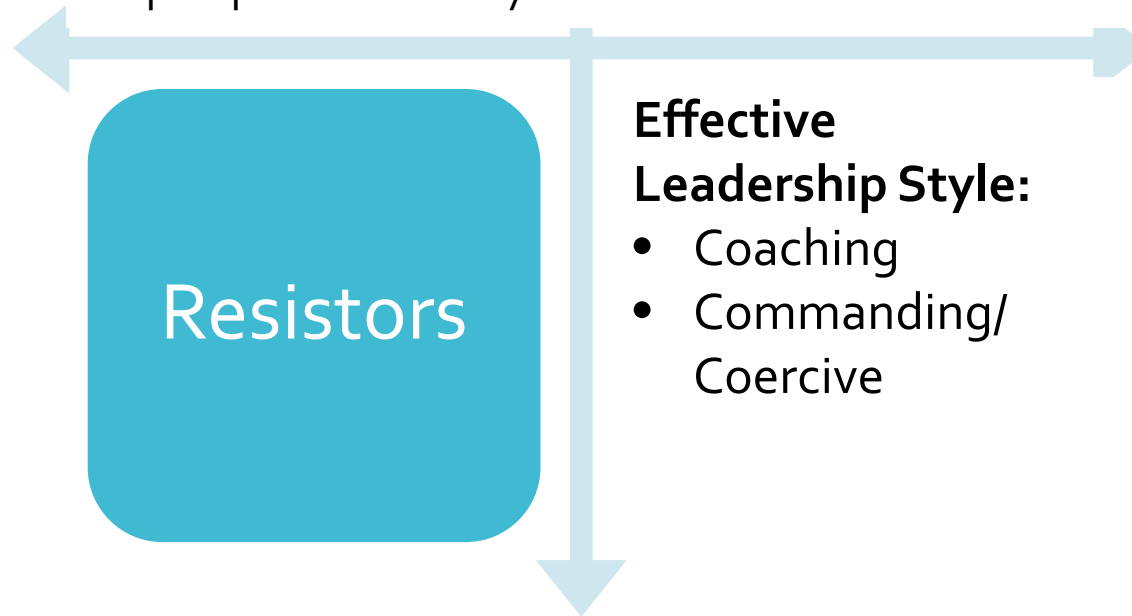 Resistors
Effective
Leadership Style:
• Coaching
• Commanding/
Coercive